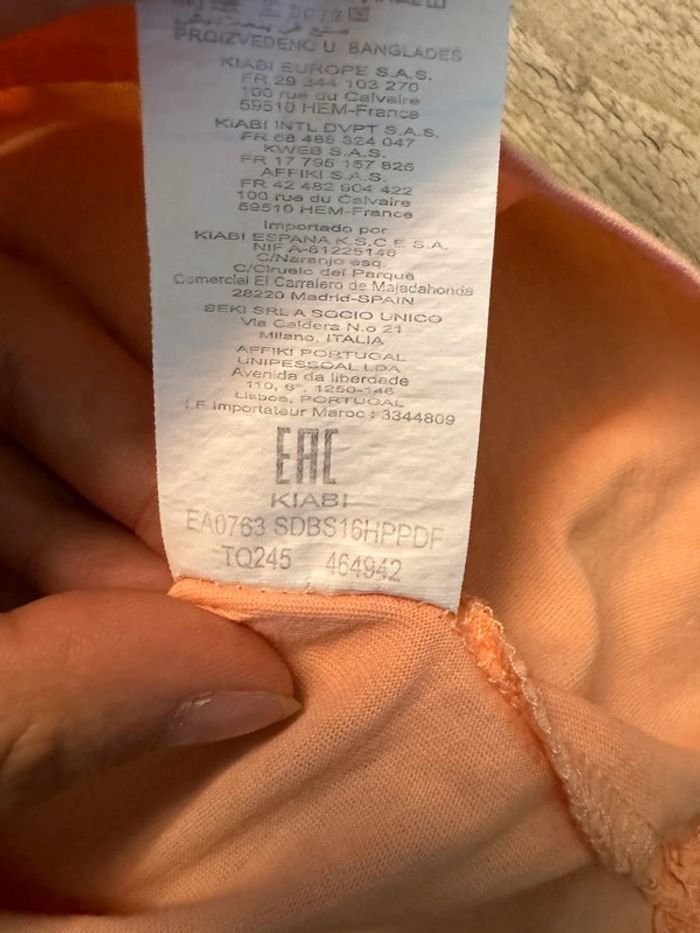 PROIZVEDENO U BANGLADEŠ
KIABI EUROPE S.A.S.
FR 29 344 103 270
100 rue du Calvaire
59510 HEM-France
KIABI INTL DVPT S.A.S.
FR 68 488 324 047
KWEB S.A.S.
FR 17 795 157 825
AFFIKI S.A.S.
FR 42 482 904 422
100 rue du Calvaire
59510 HEM-France
Importado por
KIABI ESPANA K.S.C.E S.A.
NIF A-81225146
C/Naranjo esq.
C/Ciruelo del Parque
Comercial El Carralero de Majadahonda
28220 Madrid-SPAIN
SEKI SRL A SOCIO UNICO
Via Caldera N.o 21
Milano, ITALIA
AFFIKI PORTUGAL
UNIPESSOAL LDA
Avenida da liberdade
110, 6°. 1250-146
Lisboa, PORTUGAL
I.F Importateur Maroc : 3344809
EAC
KIABI
EA0763 SDBS16HPPDF
TQ245 464942